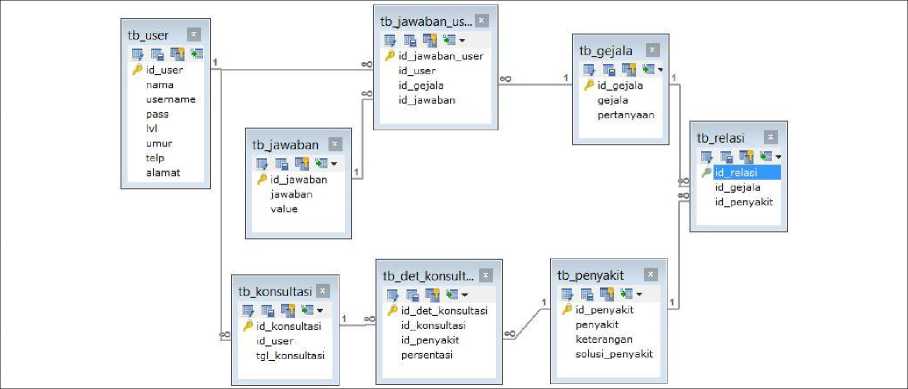 tb_user
id_user
nama
username
pass
lvl
umur
telp
alamat
tb_jawaban_us...
id_jawaban_user
id_user
id_gejala
id_jawaban
tb_gejala
id_gejala
gejala
pertanyaan
tb_relasi
id_relasi
id_gejala
id_penyakit
tb_jawaban
id_jawaban
jawaban
value
tb_konsultasi
id_konsultasi
id_user
tgl_konsultasi
tb_det_konsult...
id_det_konsultasi
id_konsultasi
id_penyakit
persentasi
tb_penyakit
id_penyakit
penyakit
keterangan
solusi_penyakit
1
∞
∞
∞
1
1
1
∞
∞
1
∞
1
∞
1
∞
1